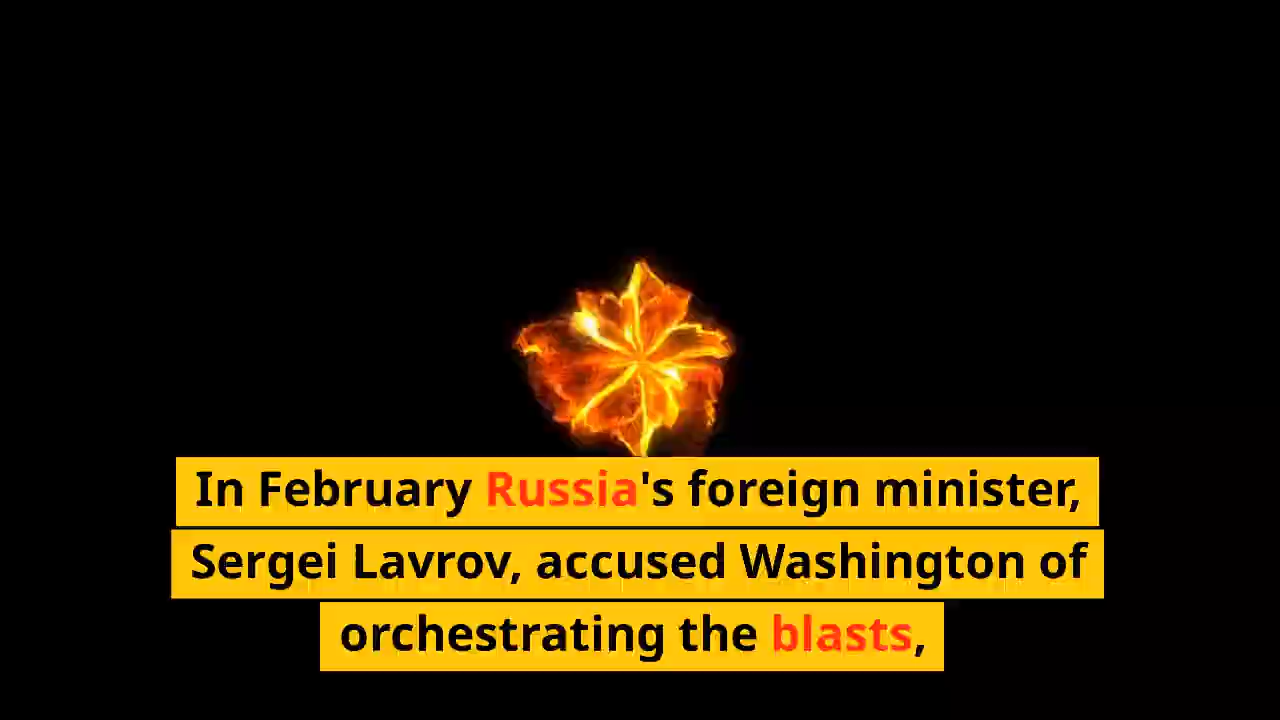 In February Russia's foreign minister,
Sergei Lavrov, accused Washington of
orchestrating the blasts,